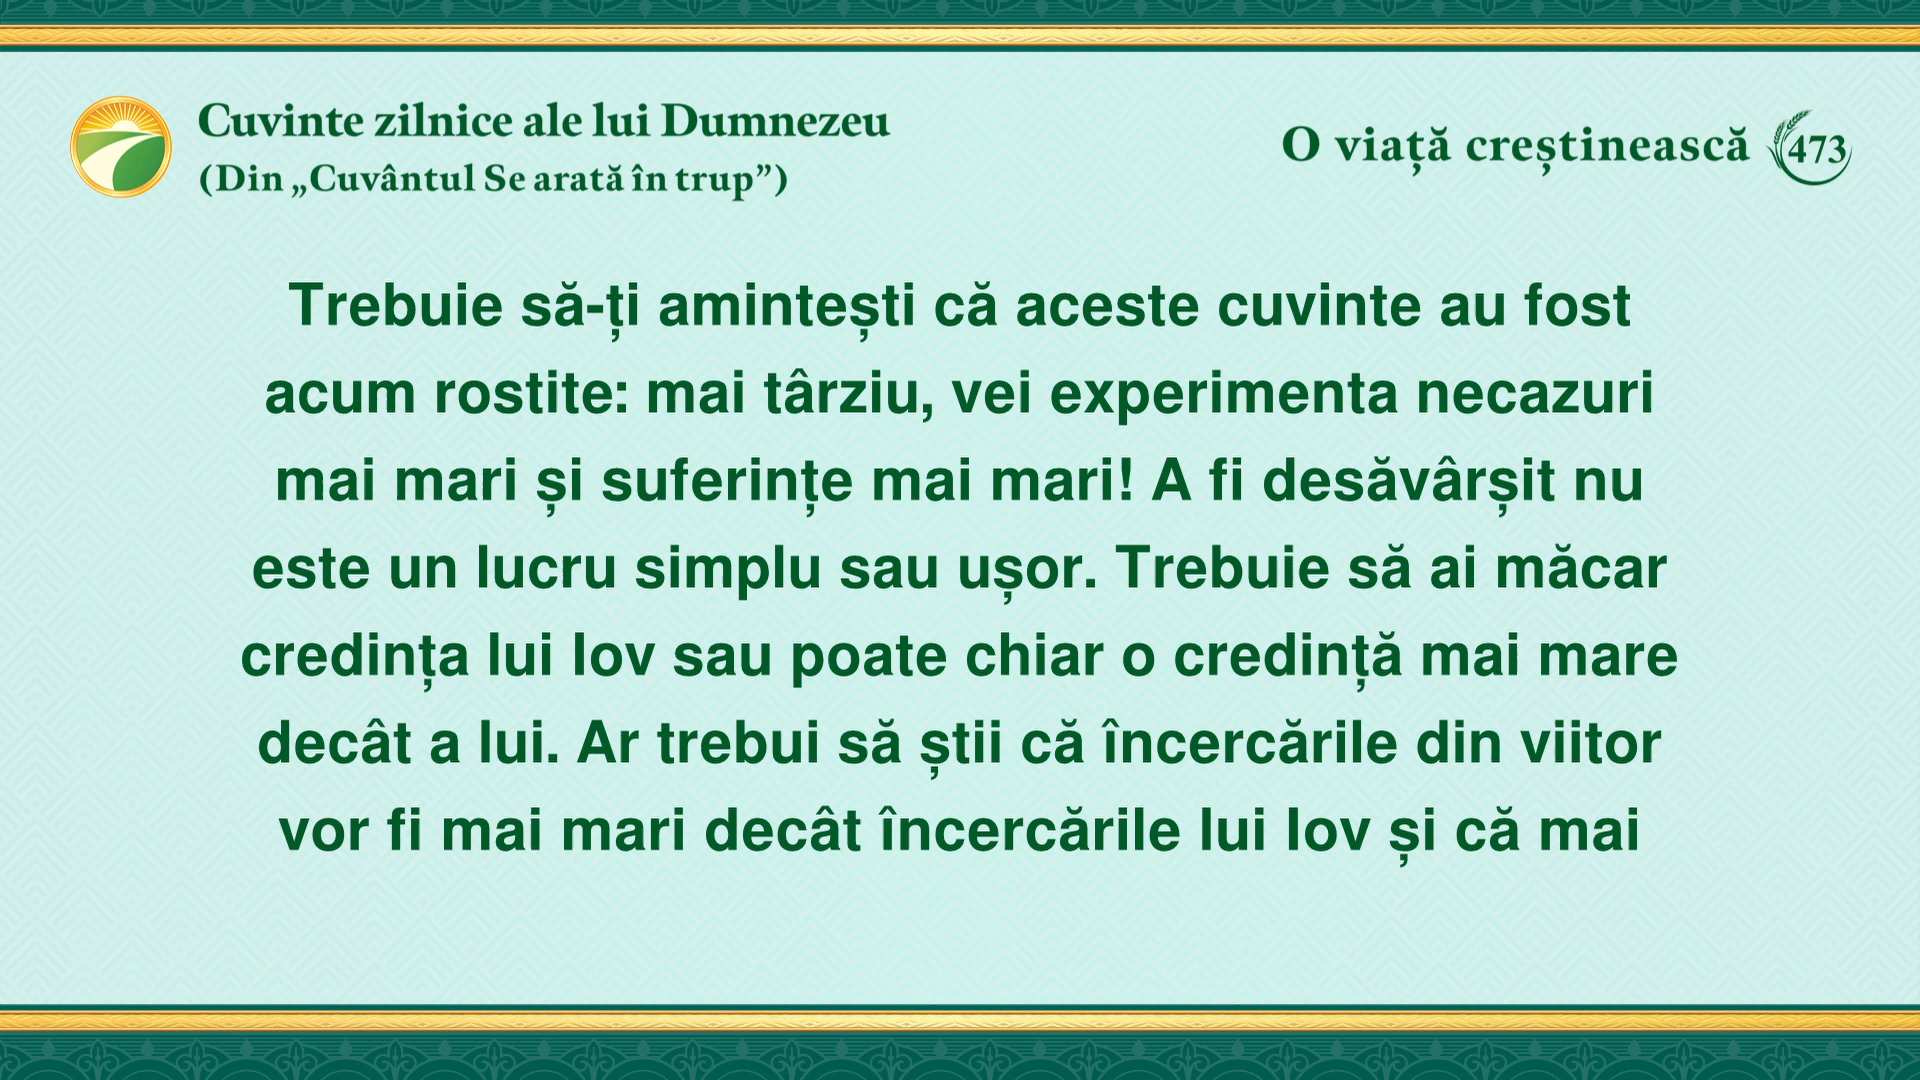 Cuvinte zilnice ale lui Dumnezeu
(Din „Cuvântul Se arată în trup”)
O viață creștinească 473
Trebuie să-ți amintești că aceste cuvinte au fost
acum rostite: mai târziu, vei experimenta necazuri
mai mari și suferințe mai mari! A fi desăvârșit nu
este un lucru simplu sau ușor. Trebuie să ai măcar
credința lui Iov sau poate chiar o credință mai mare
decât a lui. Ar trebui să știi că încercările din viitor
vor fi mai mari decât încercările lui Iov și că mai